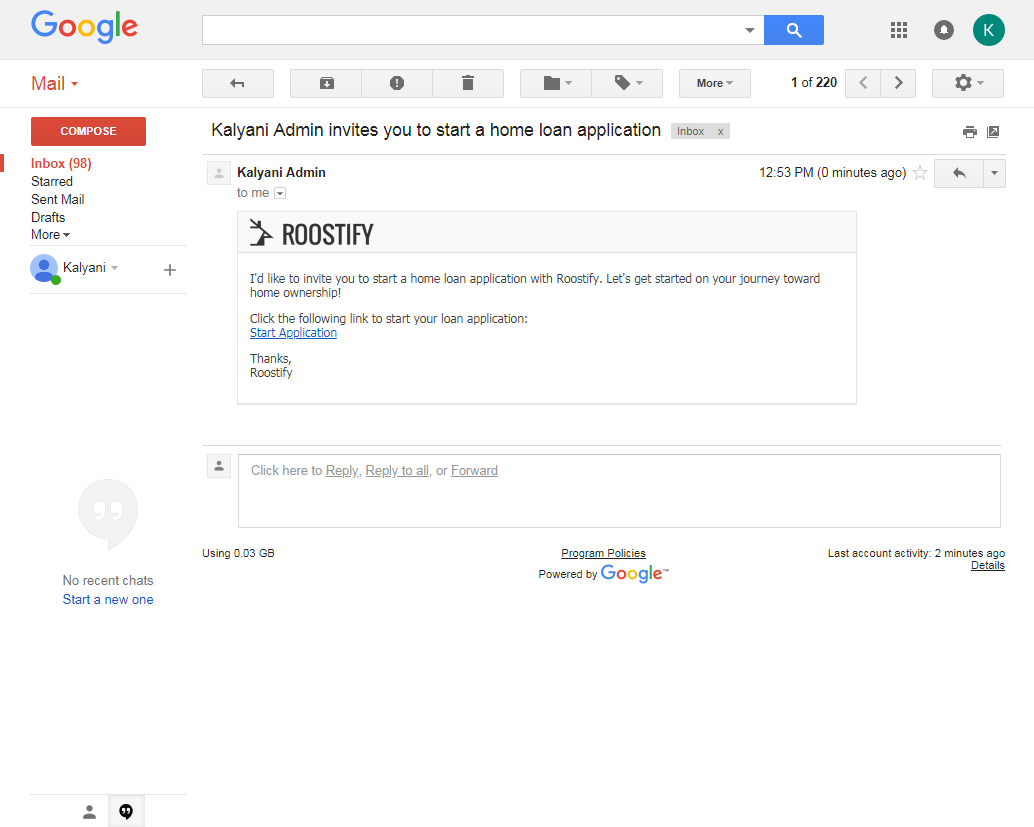 Google
K
Mail
More
1 of 220
COMPOSE
Inbox (98)
Starred
Sent Mail
Drafts
More
Kalyani
+
No recent chats
Start a new one
Kalyani Admin invites you to start a home loan application
Inbox x
Kalyani Admin
12:53 PM (0 minutes ago)
to me
ROOSTIFY
I'd like to invite you to start a home loan application with Roostify. Let's get started on your journey toward
home ownership!
Click the following link to start your loan application:
Start Application
Thanks,
Roostify
Click here to Reply, Reply to all, or Forward
Using 0.03 GB
Program Policies
Powered by Google™
Last account activity: 2 minutes ago
Details